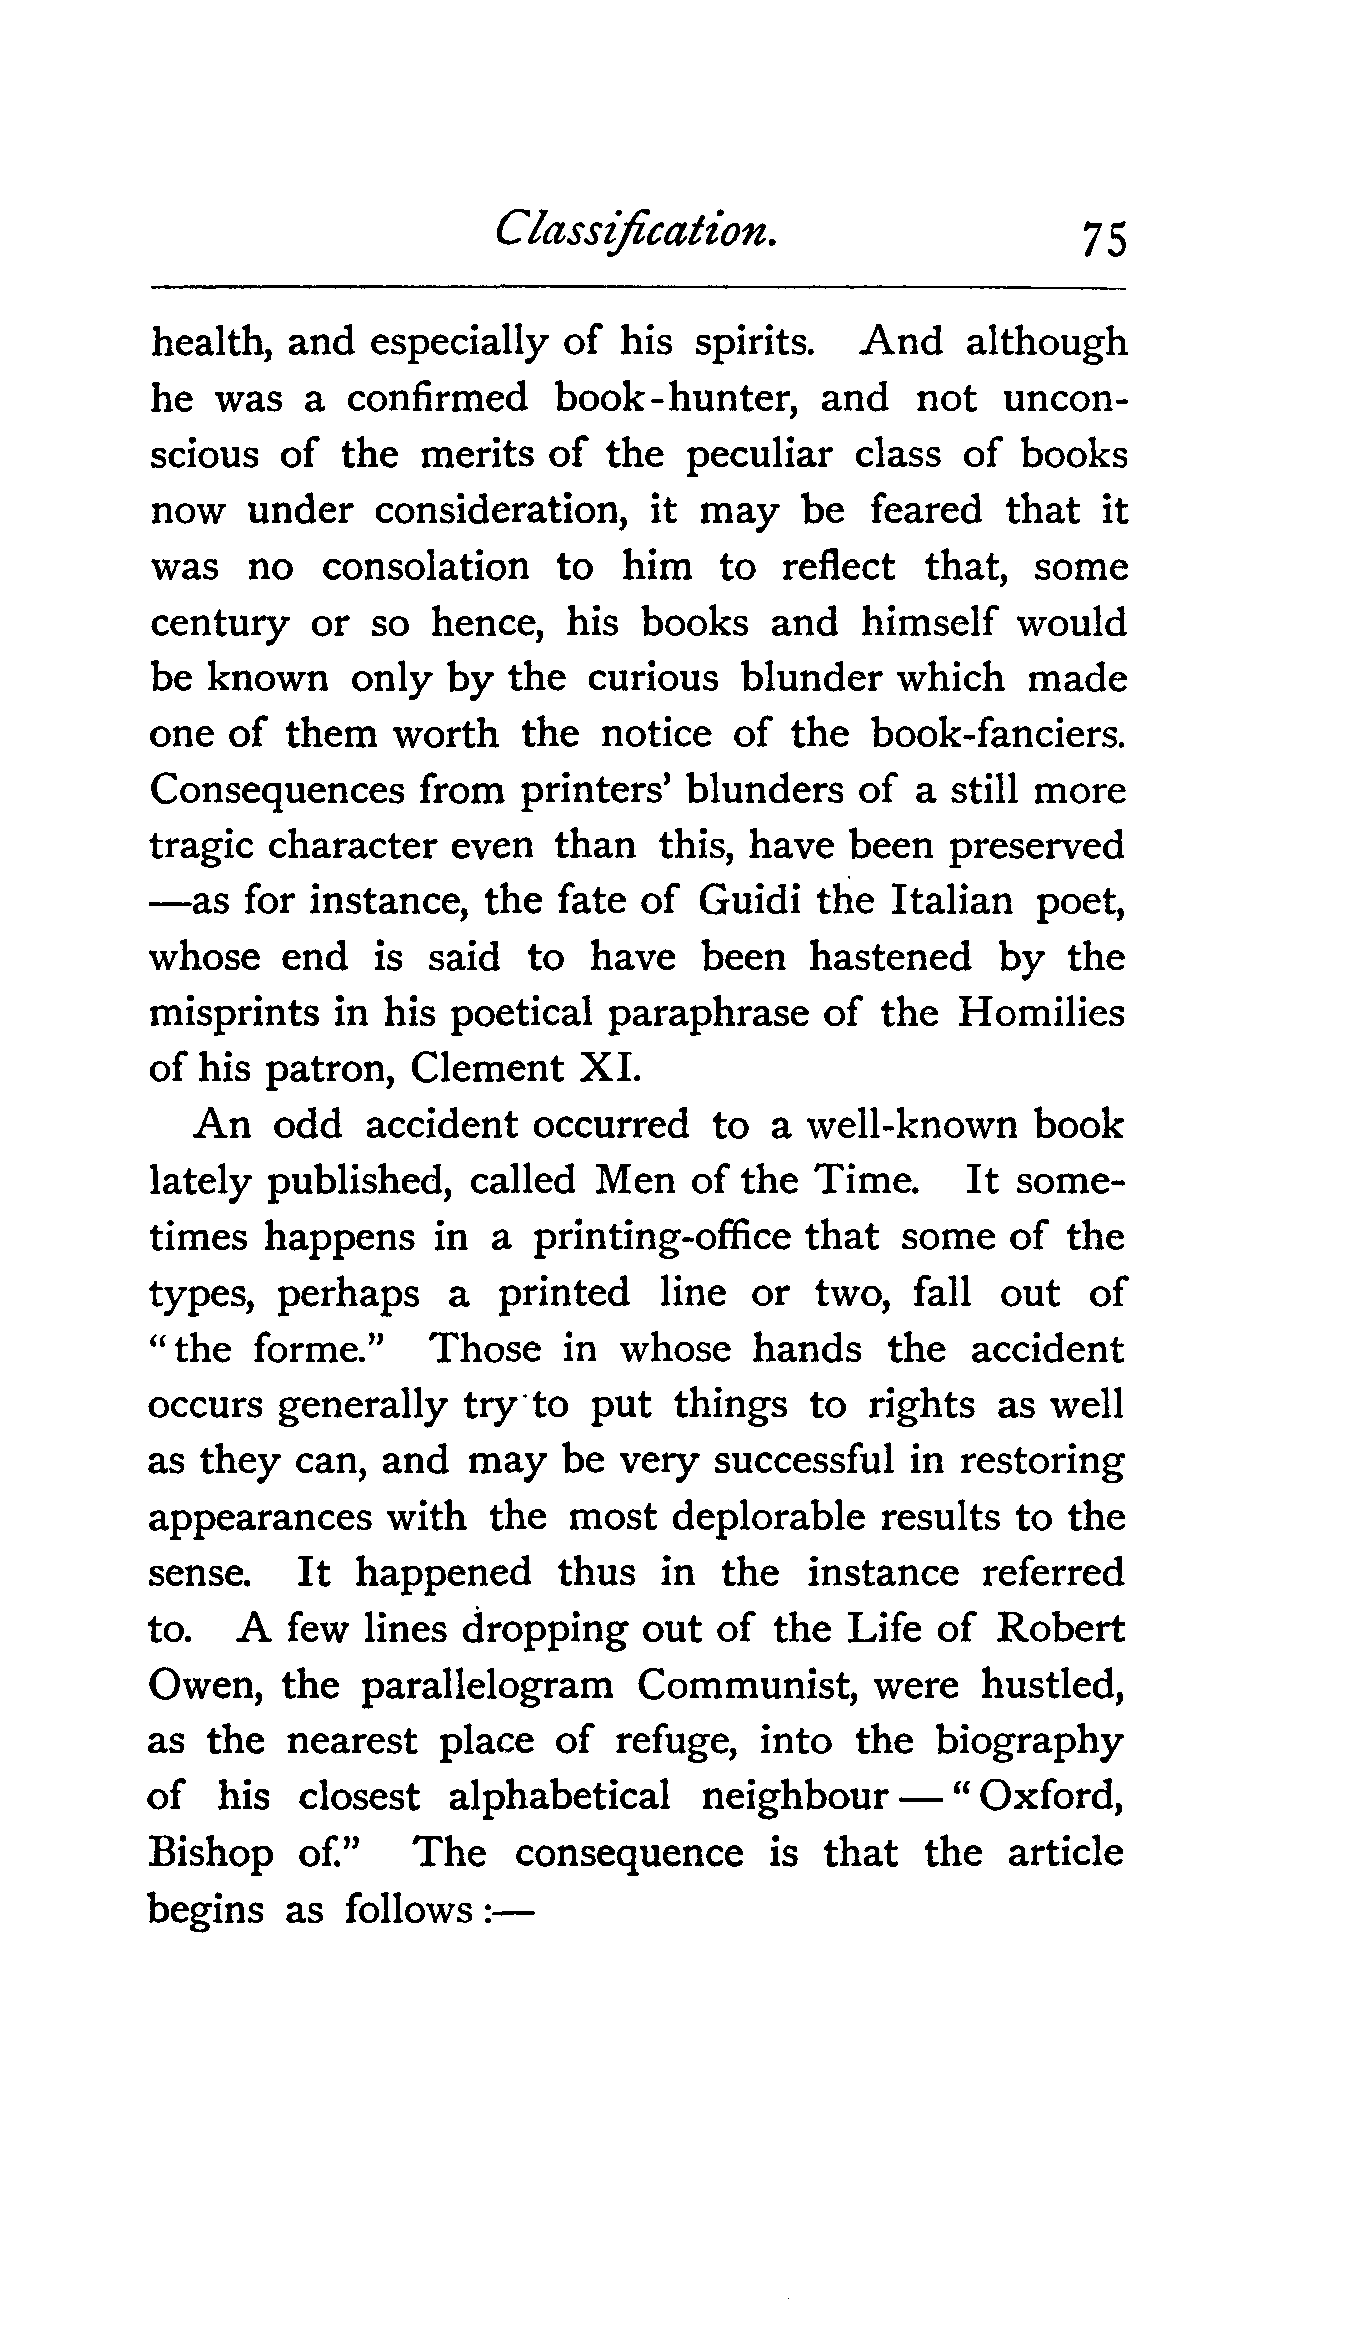 Classification. 75
health, and especially of his spirits. And although
he was a confirmed book-hunter, and not uncon-
scious of the merits of the peculiar class of books
now under consideration, it may be feared that it
was no consolation to him to reflect that, some
century or so hence, his books and himself would
be known only by the curious blunder which made
one of them worth the notice of the book-fanciers.
Consequences from printers' blunders of a still more
tragic character even than this, have been preserved
—as for instance, the fate of Guidi the Italian poet,
whose end is said to have been hastened by the
misprints in his poetical paraphrase of the Homilies
of his patron, Clement XI.
An odd accident occurred to a well-known book
lately published, called Men of the Time. It some-
times happens in a printing-office that some of the
types, perhaps a printed line or two, fall out of
"the forme." Those in whose hands the accident
occurs generally try to put things to rights as well
as they can, and may be very successful in restoring
appearances with the most deplorable results to the
sense. It happened thus in the instance referred
to. A few lines dropping out of the Life of Robert
Owen, the parallelogram Communist, were hustled,
as the nearest place of refuge, into the biography
of his closest alphabetical neighbour—"Oxford,
Bishop of." The consequence is that the article
begins as follows:—